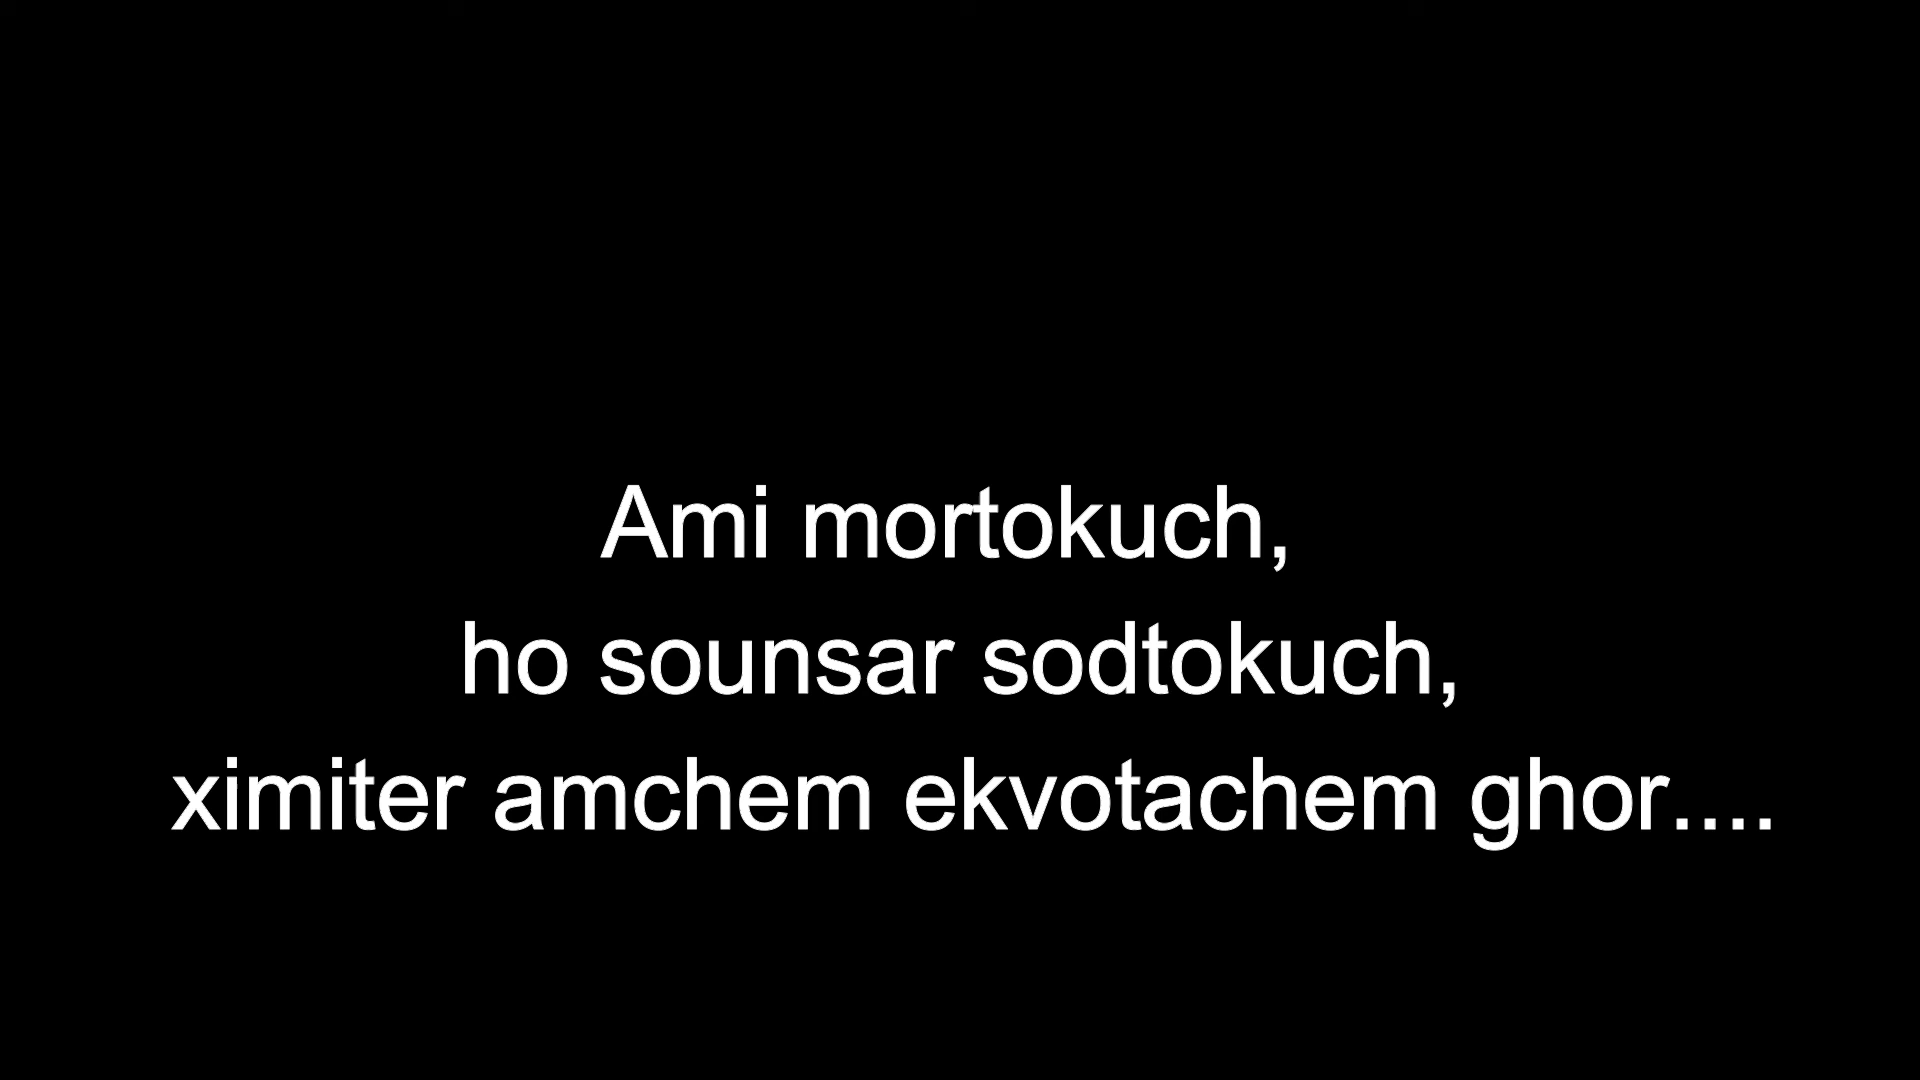 Ami mortokuch,
ho sounsar sodtokuch,
ximiter amchem ekvotachem ghor....